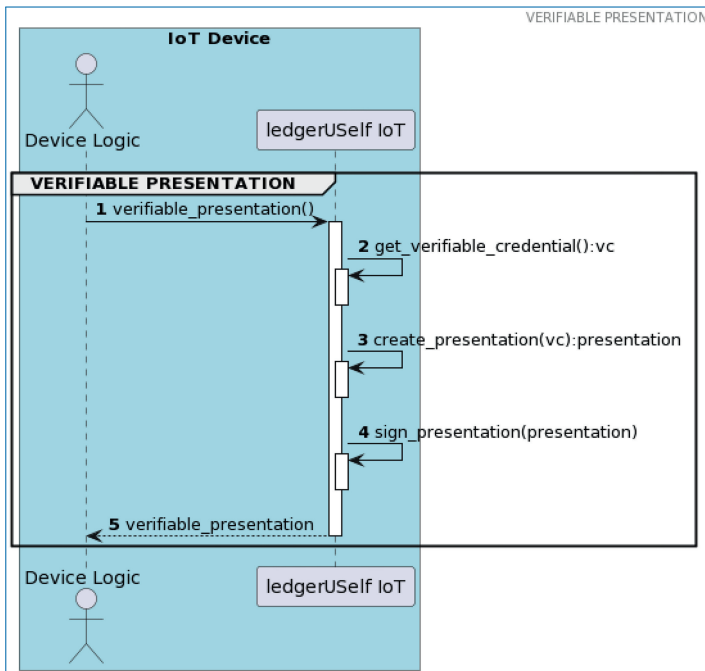 VERIFIABLE PRESENTATION
IoT Device
Device Logic
ledgerUSelf IoT
VERIFIABLE PRESENTATION
1 verifiable_presentation()
2 get_verifiable_credential():vc
3 create_presentation(vc):presentation
4 sign_presentation(presentation)
5 verifiable_presentation
Device Logic
ledgerUSelf IoT